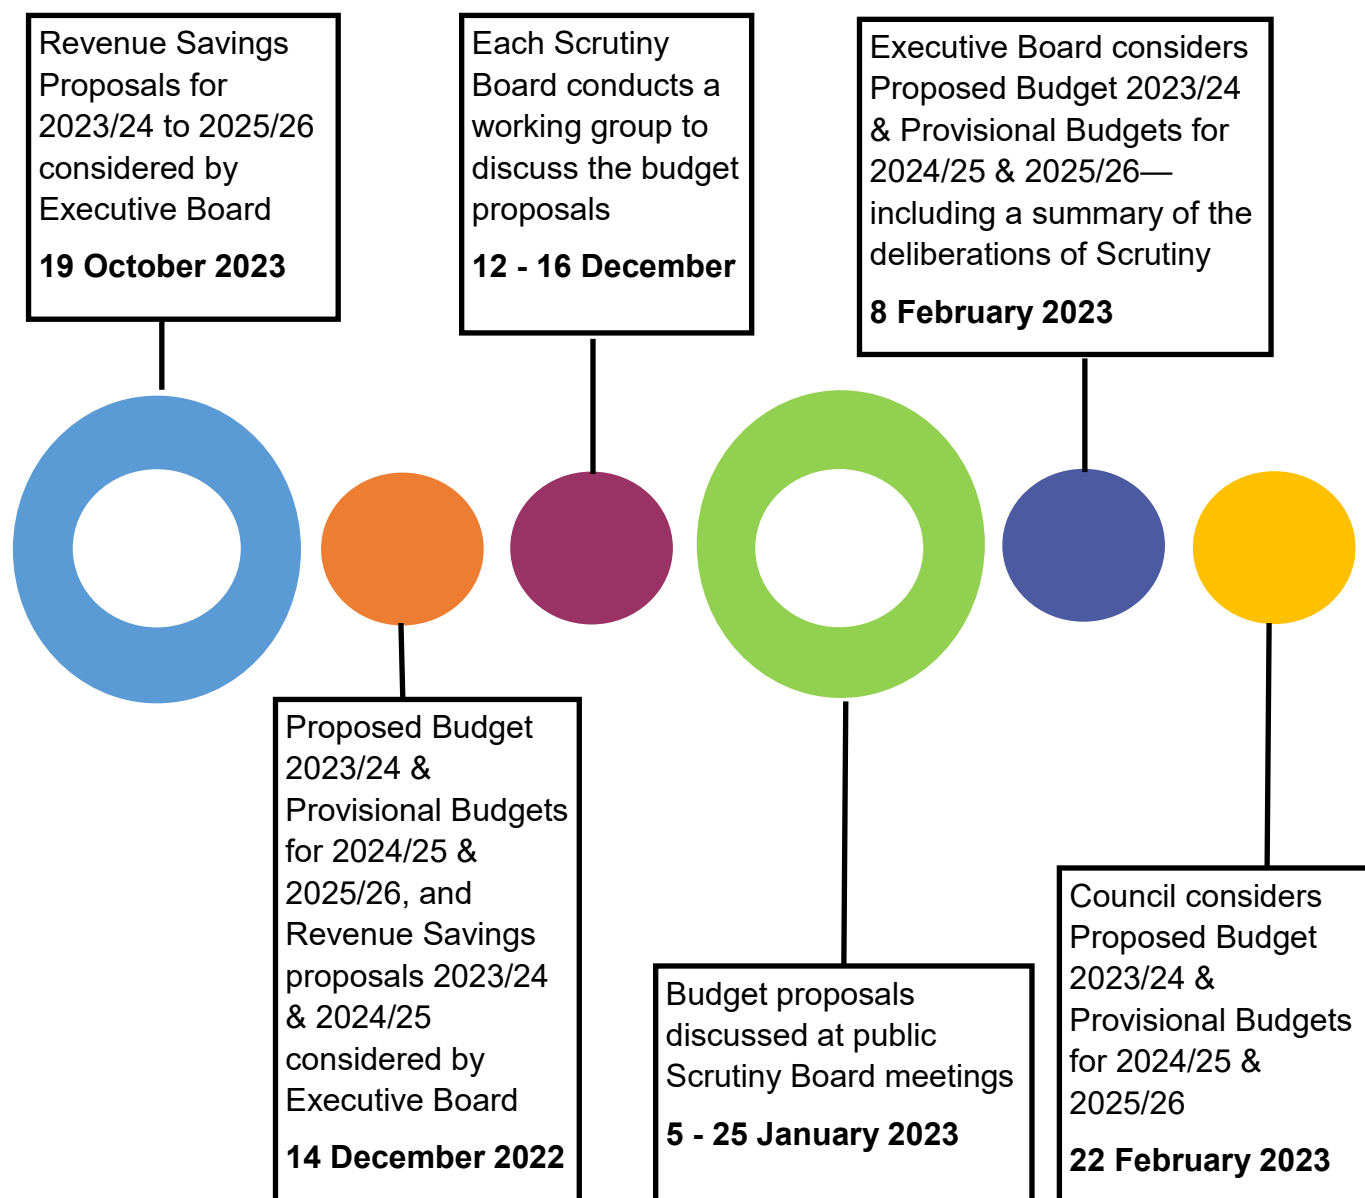 Revenue Savings
Proposals for
2023/24 to 2025/26
considered by
Executive Board
19 October 2023
Each Scrutiny
Board conducts a
working group to
discuss the budget
proposals
12 - 16 December
Executive Board considers
Proposed Budget 2023/24
& Provisional Budgets for
2024/25 & 2025/26—
including a summary of the
deliberations of Scrutiny
8 February 2023
Proposed Budget
2023/24 &
Provisional Budgets
for 2024/25 &
2025/26, and
Revenue Savings
proposals 2023/24
& 2024/25
considered by
Executive Board
14 December 2022
Budget proposals
discussed at public
Scrutiny Board meetings
5 - 25 January 2023
Council considers
Proposed Budget
2023/24 &
Provisional Budgets
for 2024/25 &
2025/26
22 February 2023